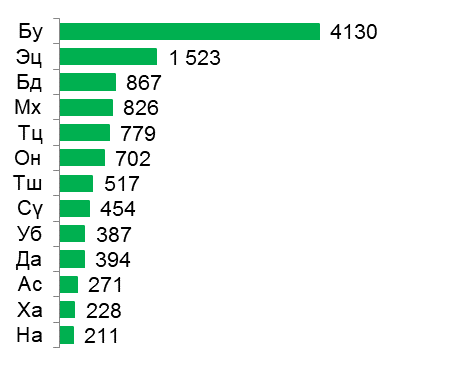 Бу 4130
Эц 1 523
Бд 867
Мх 826
Тц 779
Он 702
Тш 517
Сү 454
Уб 387
Да 394
Ас 271
Ха 228
На 211